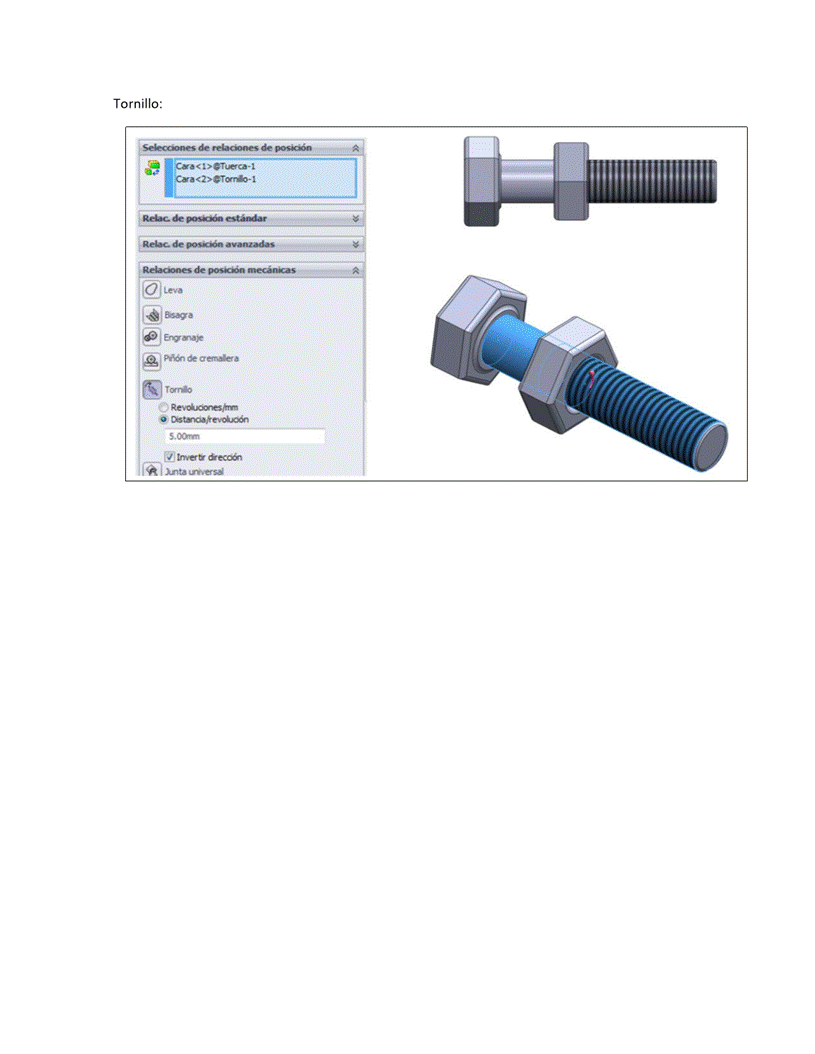 Tornillo:
Selecciones de relaciones de posición
Cara<1>@Tuerca-1
Cara<2>@Tornillo-1
Relac. de posición estándar
Relac. de posición avanzadas
Relaciones de posición mecánicas
Leva
Bisagra
Engranaje
Piñón de cremallera
Tornillo
Revoluciones/mm
Distancia/revolución
5.00mm
Invertir dirección
Junta universal